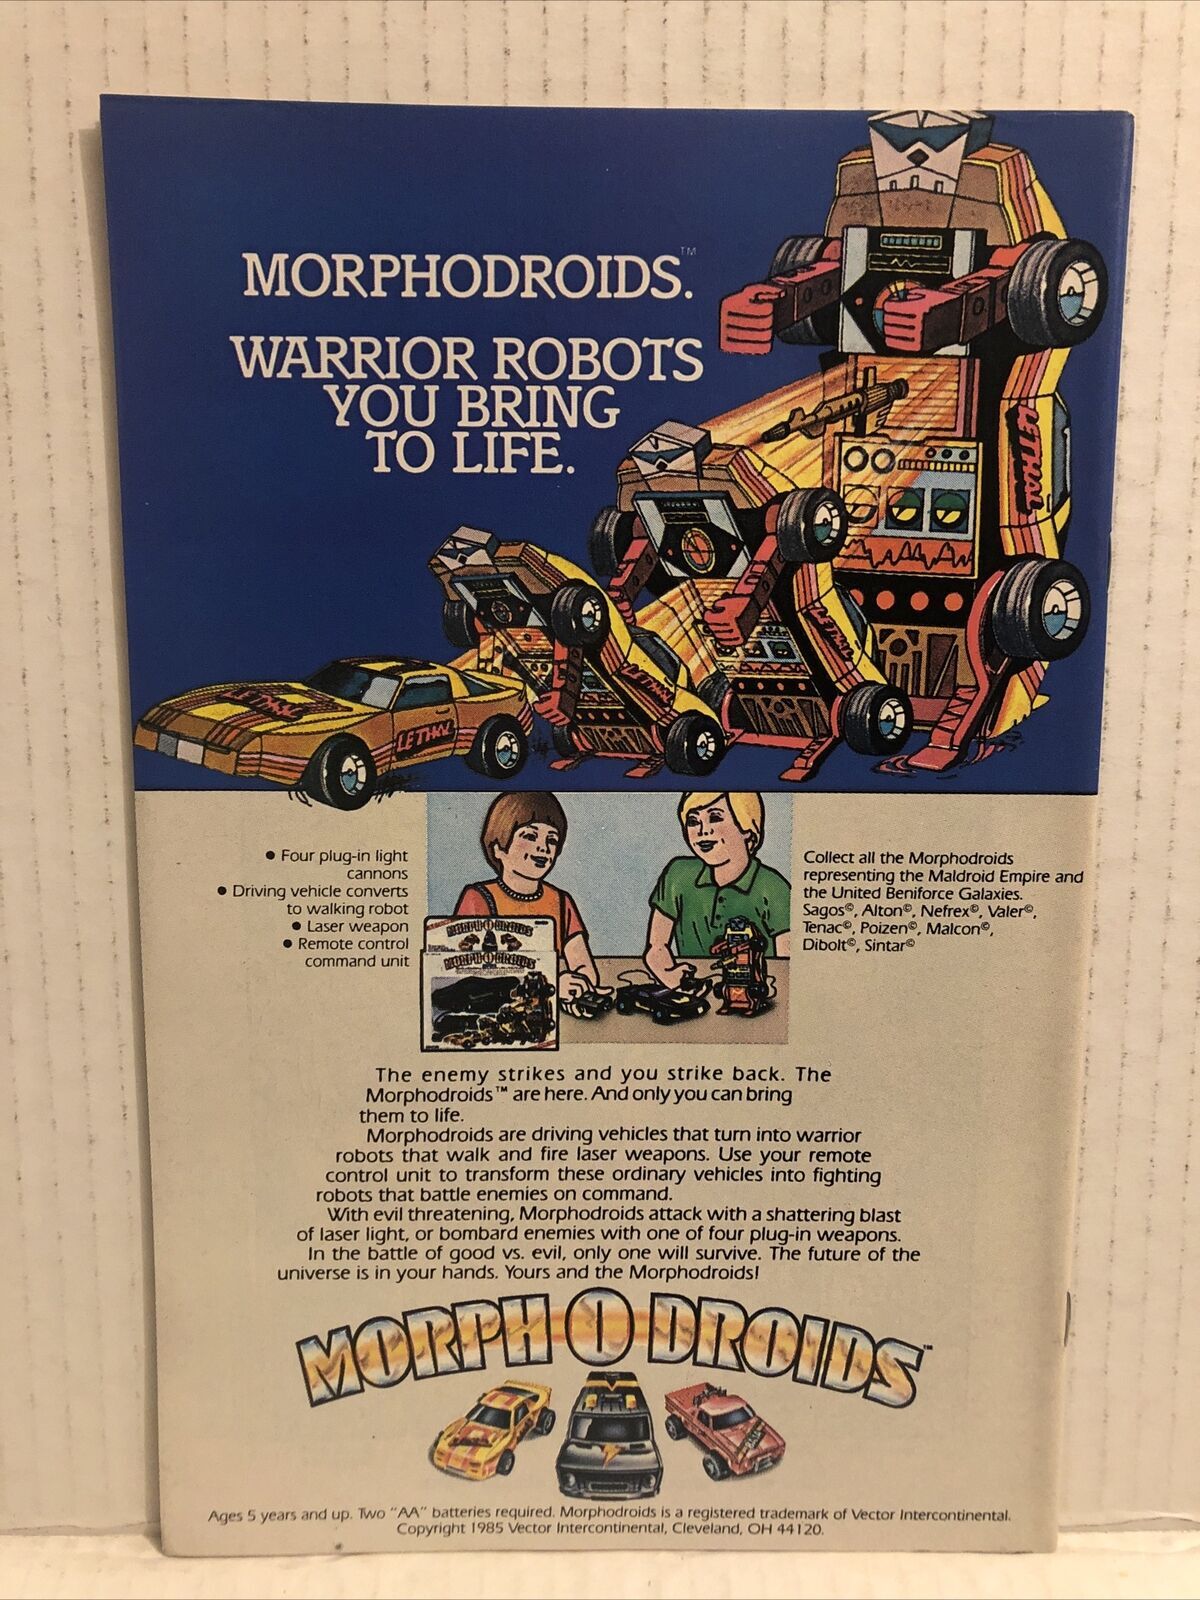 MORPHODROIDS.™
WARRIOR ROBOTS
YOU BRING
TO LIFE.
LETHAL
LETHAL
LETHAL
LETHAL
LETHAL
• Four plug-in light
cannons
• Driving vehicle converts
to walking robot
• Laser weapon
• Remote control
command unit
MORPH-O-DROIDS
MORPH-O-DROIDS
Collect all the Morphodroids
representing the Maldroid Empire and
the United Beniforce Galaxies.
Sagos©, Alton©, Nefrex©, Valer©,
Tenac©, Poizen©, Malcon©,
Dibolt©, Sintar©
The enemy strikes and you strike back. The
Morphodroids™ are here. And only you can bring
them to life.
Morphodroids are driving vehicles that turn into warrior
robots that walk and fire laser weapons. Use your remote
control unit to transform these ordinary vehicles into fighting
robots that battle enemies on command.
With evil threatening, Morphodroids attack with a shattering blast
of laser light, or bombard enemies with one of four plug-in weapons.
In the battle of good vs. evil, only one will survive. The future of the
universe is in your hands. Yours and the Morphodroids!
MORPH O DROIDS™
Ages 5 years and up. Two "AA" batteries required. Morphodroids is a registered trademark of Vector Intercontinental.
Copyright 1985 Vector Intercontinental, Cleveland, OH 44120.